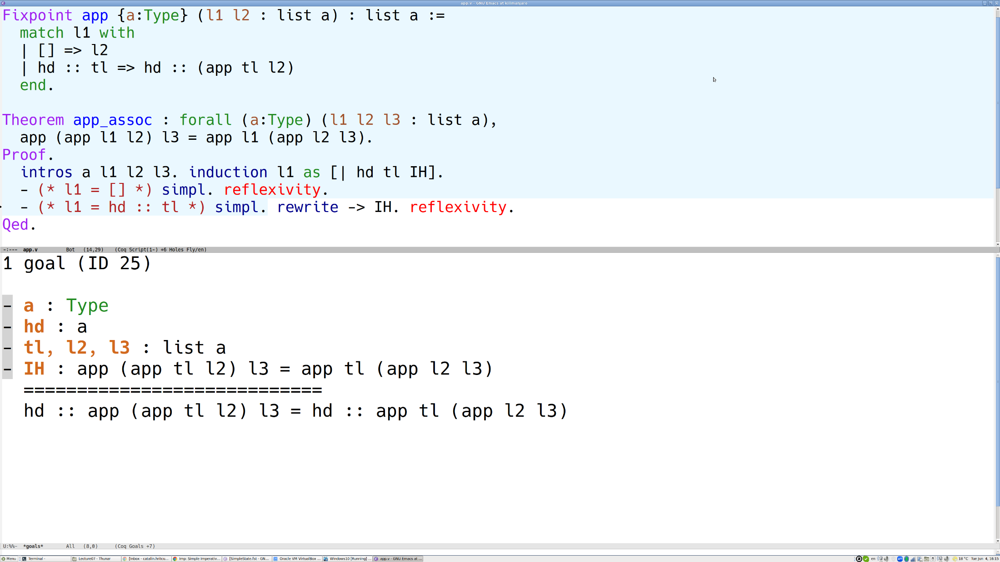 app.v - GNU Emacs at kilimanjaro
Fixpoint app {a:Type} (l1 l2 : list a) : list a :=
match l1 with
| [] => l2
| hd :: tl => hd :: (app tl l2)
end.
Theorem app_assoc : forall (a:Type) (l1 l2 l3 : list a),
app (app l1 l2) l3 = app l1 (app l2 l3).
Proof.
intros a l1 l2 l3. induction l1 as [| hd tl IH].
- (* l1 = [] *) simpl. reflexivity.
- (* l1 = hd :: tl *) simpl. rewrite -> IH. reflexivity.
Qed.
-:--- app.v Bot (14,29) (Coq Script(1-) +6 Holes Fly/en)
1 goal (ID 25)
- a : Type
- hd : a
- tl, l2, l3 : list a
- IH : app (app tl l2) l3 = app tl (app l2 l3)
============================
hd :: app (app tl l2) l3 = hd :: app tl (app l2 l3)
U:%%- *goals* All (8,0) (Coq Goals +7)
Menu Terminal - Lecture07 - Thunar [Inbox - catalin.hritcu... Imp: Simple Imperativ... [SimpleState.fst - GN... Oracle VM VirtualBox ... Windows10 [Running] ... app.v - GNU Emacs at ... en zm 18 °C Tue Jun 4, 16:15